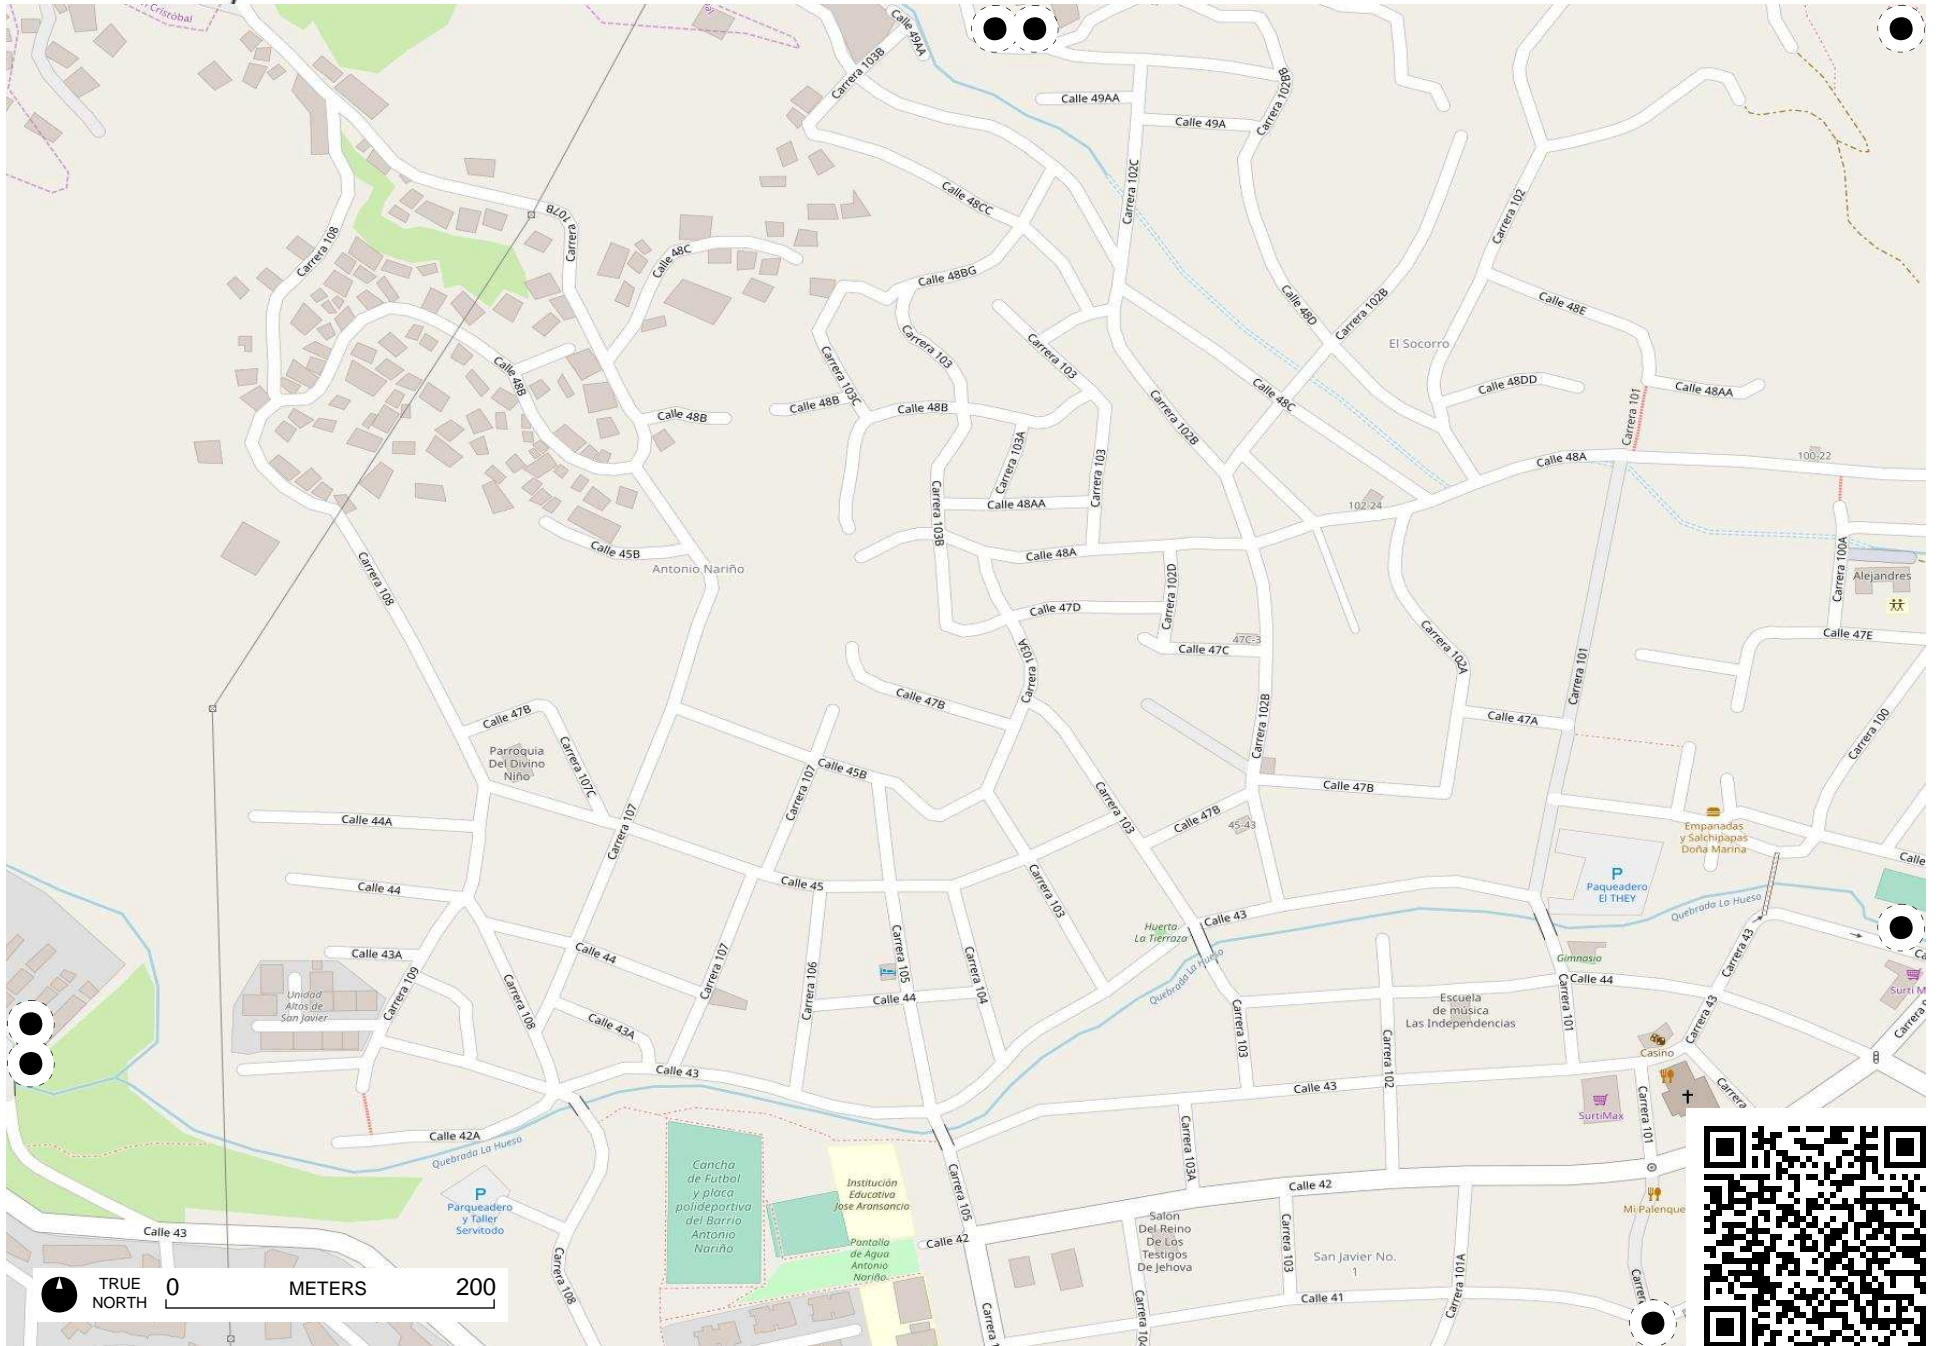 Cristóbal
Calle 49AA
Carrera 103B
Calle 49AA
Calle 49A
Carrera 102BB
Carrera 102C
Calle 48CC
Carrera 102
Carrera 107B
Carrera 108
Calle 48C
Calle 48BG
Calle 48D
Carrera 102B
Calle 48E
El Socorro
Carrera 103
Carrera 103
Carrera 103C
Calle 48B
Calle 48C
Calle 48DD
Calle 48AA
Calle 48B
Calle 48B
Calle 48B
Carrera 102B
Carrera 101
Carrera 103A
Calle 48A
100-22
Carrera 103
Calle 48AA
102-24
Carrera 103B
Calle 45B
Calle 48A
Antonio Nariño
Carrera 108
Carrera 102D
Carrera 100A
Alejandres
Calle 47D
47C-3
Calle 47C
Calle 47E
Carrera 102A
Carrera 103A
Carrera 101
Calle 47B
Carrera 102B
Calle 47A
Calle 47B
Carrera 100
Parroquia
Del Divino
Niño
Carrera 107C
Calle 45B
Carrera 107
Calle 47B
Carrera 103
Calle 44A
Carrera 107
Calle 47B
45-43
Empanadas
y Salchipapas
Doña Marina
Calle
P
Paqueadero
El THEY
Calle 44
Calle 45
Carrera 103
Quebrada La Hueso
Calle 43
Huerta
La Tierraza
Calle 43A
Calle 44
Carrera 105
Carrera 104
Carrera 107
Carrera 106
Quebrada La Hueso
Carrera 43
Gimnasia
Calle 44
Surti M
Unidad
Altos de
San Javier
Carrera 109
Carrera 108
Calle 44
Calle 43A
Escuela
de música
Las Independencias
Carrera 101
Carrera 43
Carrera
Carrera 103
Carrera 102
Casino
Calle 43
Calle 43
Carrera
SurtiMax
Carrera 101
Calle 42A
Quebrada La Hueso
Carrera 103A
Cancha
de Futbol
y placa
polideportiva
del Barrio
Antonio
Nariño
Institución
Educativa
Jose Aransancio
Carrera 105
Calle 42
P
Parqueadero
y Taller
Servitodo
Mi Palenque
Calle 43
Calle 42
Salon
Del Reino
De Los
Testigos
De Jehova
Pantalla
de Agua
Antonio
Nariño.
Carrera 103
San Javier No.
1
Carrera 108
Carrera 101A
Carrera
Calle 41
Carrera
TRUE
NORTH
0 METERS 200